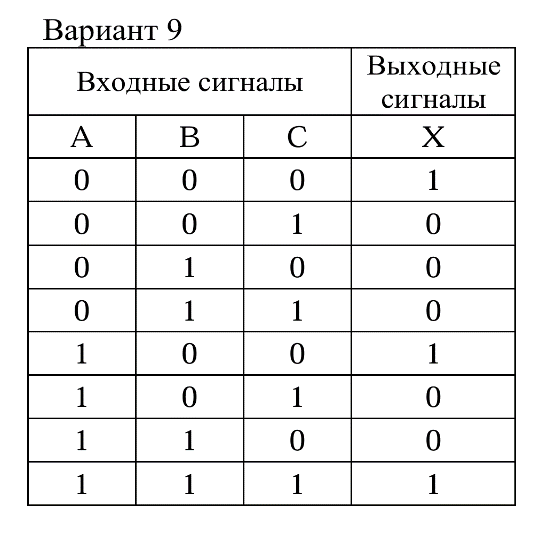 Вариант 9
Входные сигналы Выходные сигналы
A B C X
0 0 0 1
0 0 1 0
0 1 0 0
0 1 1 0
1 0 0 1
1 0 1 0
1 1 0 0
1 1 1 1